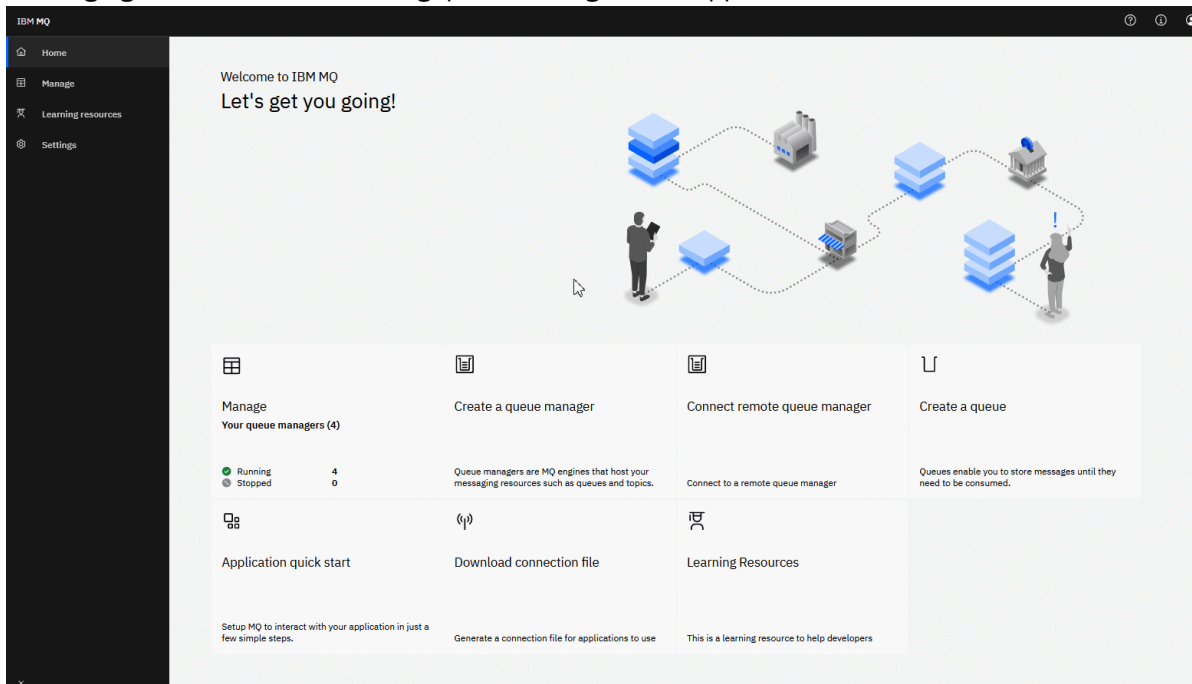 IBM MQ
Home
Manage
Learning resources
Settings
Welcome to IBM MQ
Let's get you going!
Manage
Your queue managers (4)
Running 4
Stopped 0
Create a queue manager
Queue managers are MQ engines that host your
messaging resources such as queues and topics.
Connect remote queue manager
Connect to a remote queue manager
Create a queue
Queues enable you to store messages until they
need to be consumed.
Application quick start
Setup MQ to interact with your application in just a
few simple steps.
Download connection file
Generate a connection file for applications to use
Learning Resources
This is a learning resource to help developers